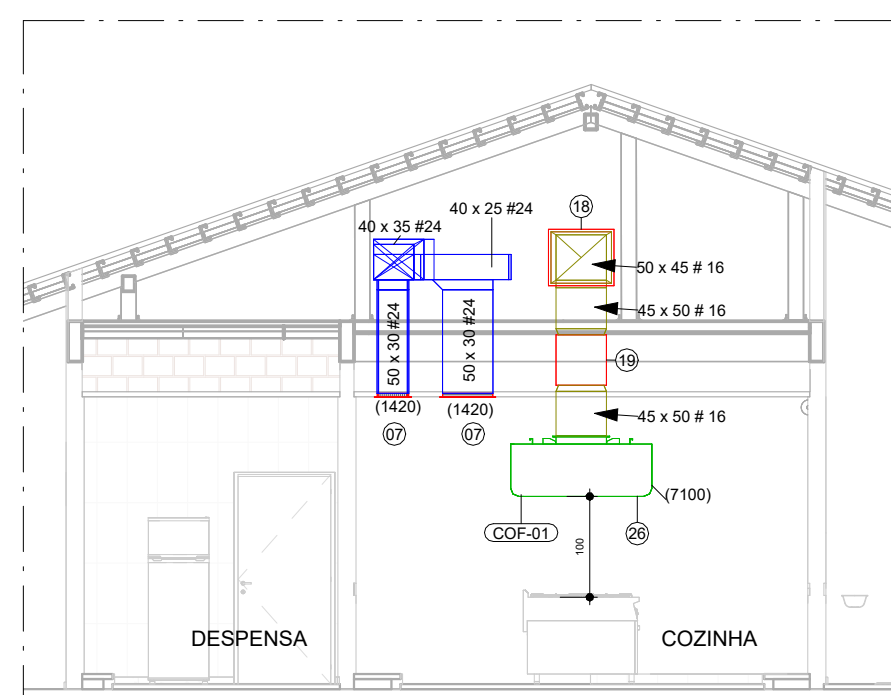 18
40 x 25 #24
40 x 35 #24
50 x 45 # 16
45 x 50 # 16
50 x 30 #24
50 x 30 #24
19
(1420)
(1420)
45 x 50 # 16
07
07
(7100)
COF-01
26
100
DESPENSA
COZINHA